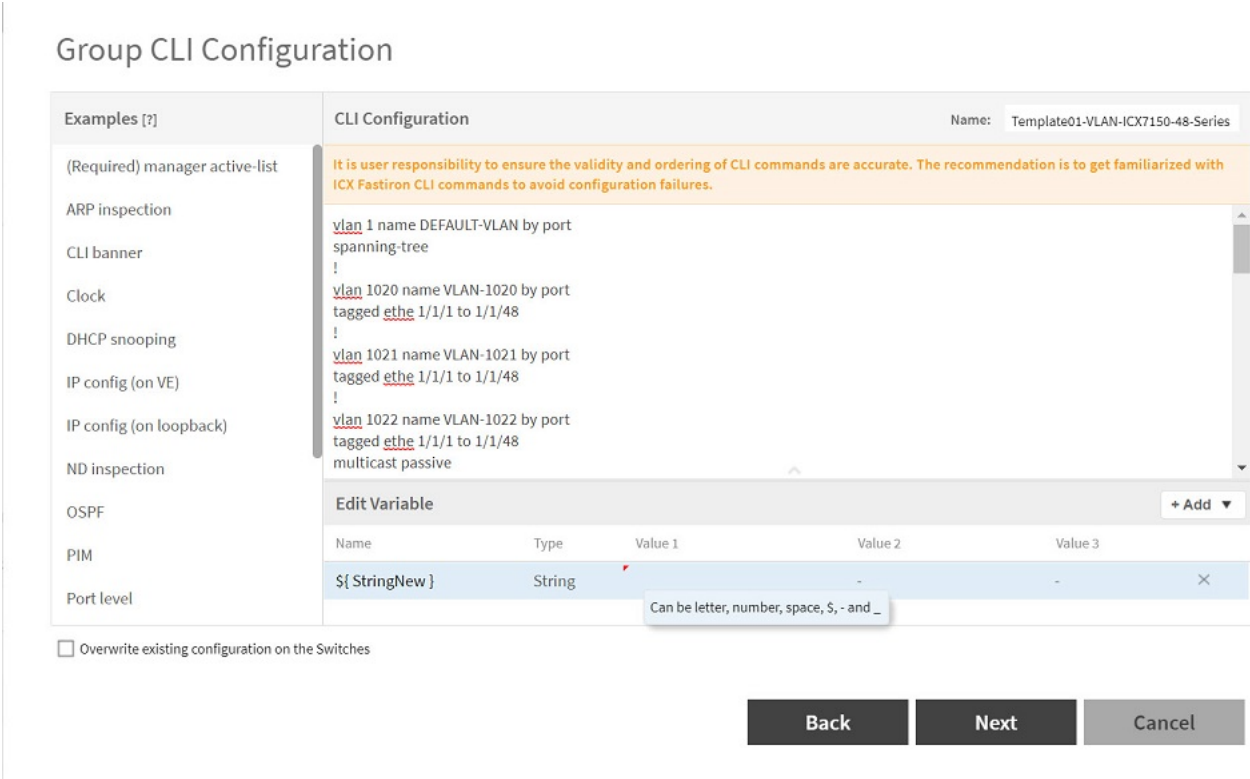 Group CLI Configuration
Examples [?]
CLI Configuration
Name: Template01-VLAN-ICX7150-48-Series
(Required) manager active-list
ARP inspection
CLI banner
Clock
DHCP snooping
IP config (on VE)
IP config (on loopback)
ND inspection
OSPF
PIM
Port level
It is user responsibility to ensure the validity and ordering of CLI commands are accurate. The recommendation is to get familiarized with
ICX Fastiron CLI commands to avoid configuration failures.
vlan 1 name DEFAULT-VLAN by port
spanning-tree
!
vlan 1020 name VLAN-1020 by port
tagged ethe 1/1/1 to 1/1/48
!
vlan 1021 name VLAN-1021 by port
tagged ethe 1/1/1 to 1/1/48
!
vlan 1022 name VLAN-1022 by port
tagged ethe 1/1/1 to 1/1/48
multicast passive
Edit Variable
+ Add ▼
Name Type Value 1 Value 2 Value 3
${ StringNew } String - - ×
Can be letter, number, space, $, - and _
Overwrite existing configuration on the Switches
Back Next Cancel